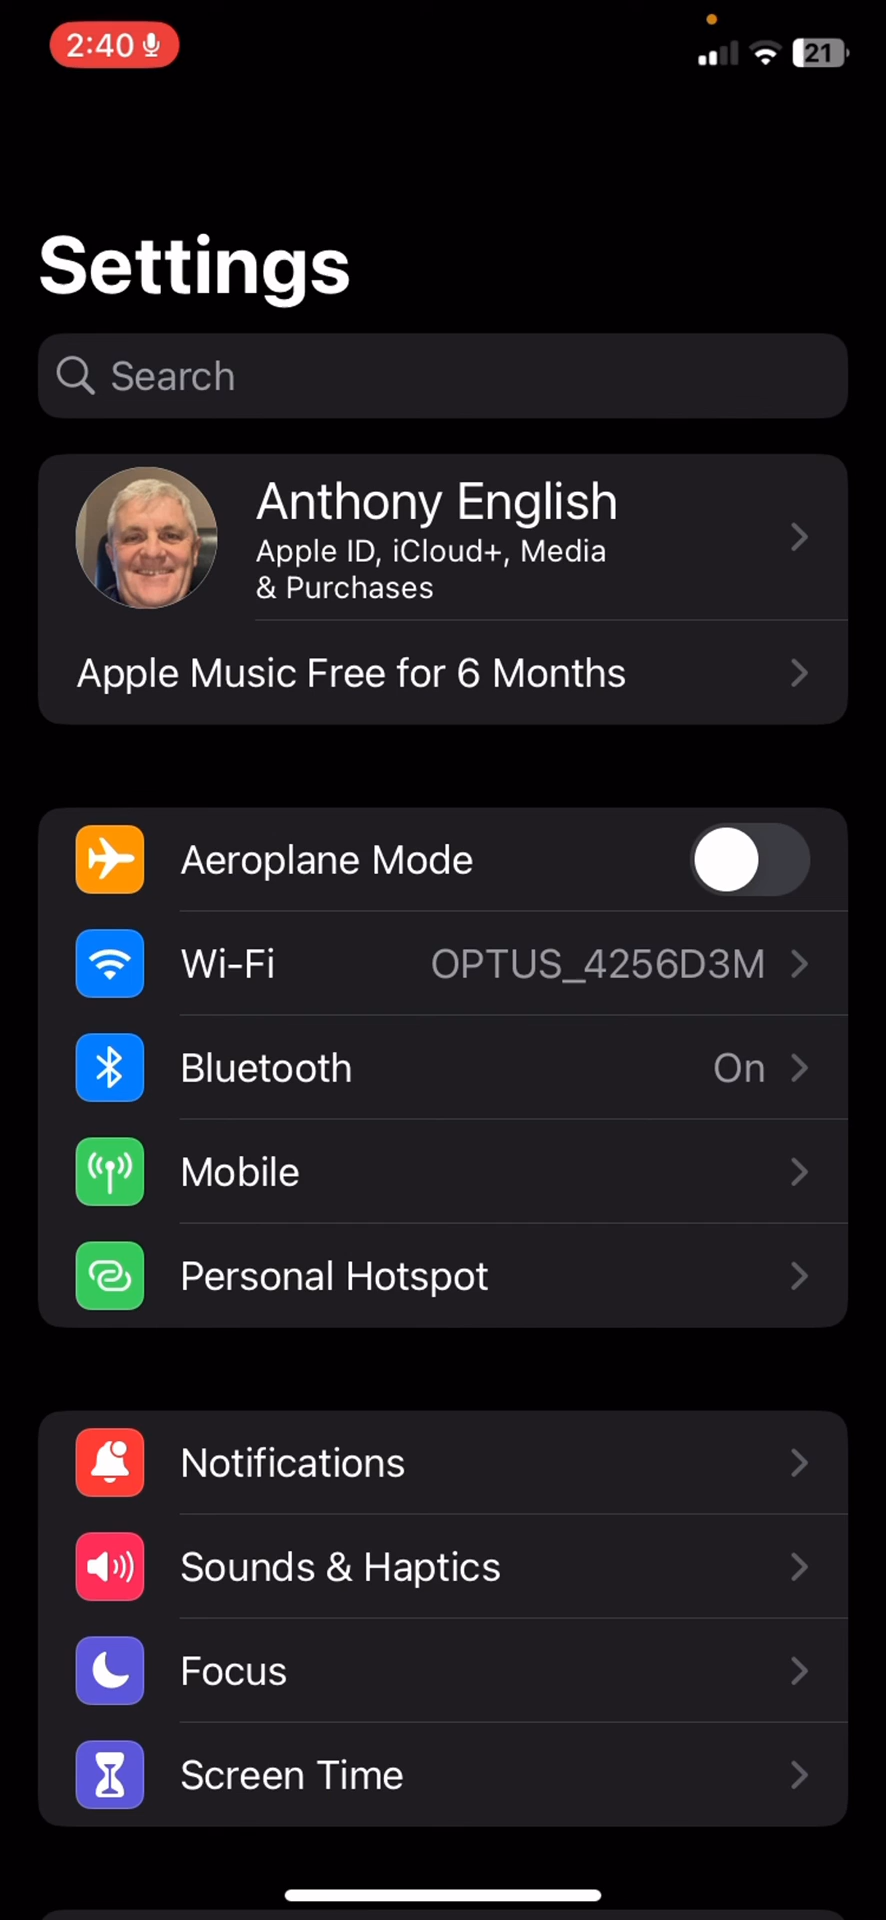 2:40
21
Settings
Search
Anthony English
Apple ID, iCloud+, Media
& Purchases
Apple Music Free for 6 Months
Aeroplane Mode
Wi-Fi OPTUS_4256D3M
Bluetooth On
Mobile
Personal Hotspot
Notifications
Sounds & Haptics
Focus
Screen Time